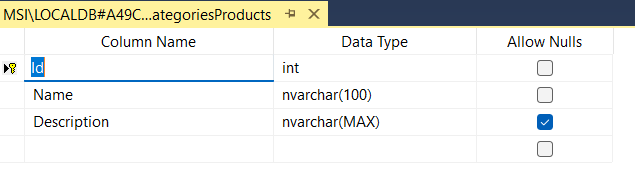 MSI\LOCALDB#A49C...ategoriesProducts
Column Name Data Type Allow Nulls
Id int
Name nvarchar(100)
Description nvarchar(MAX)